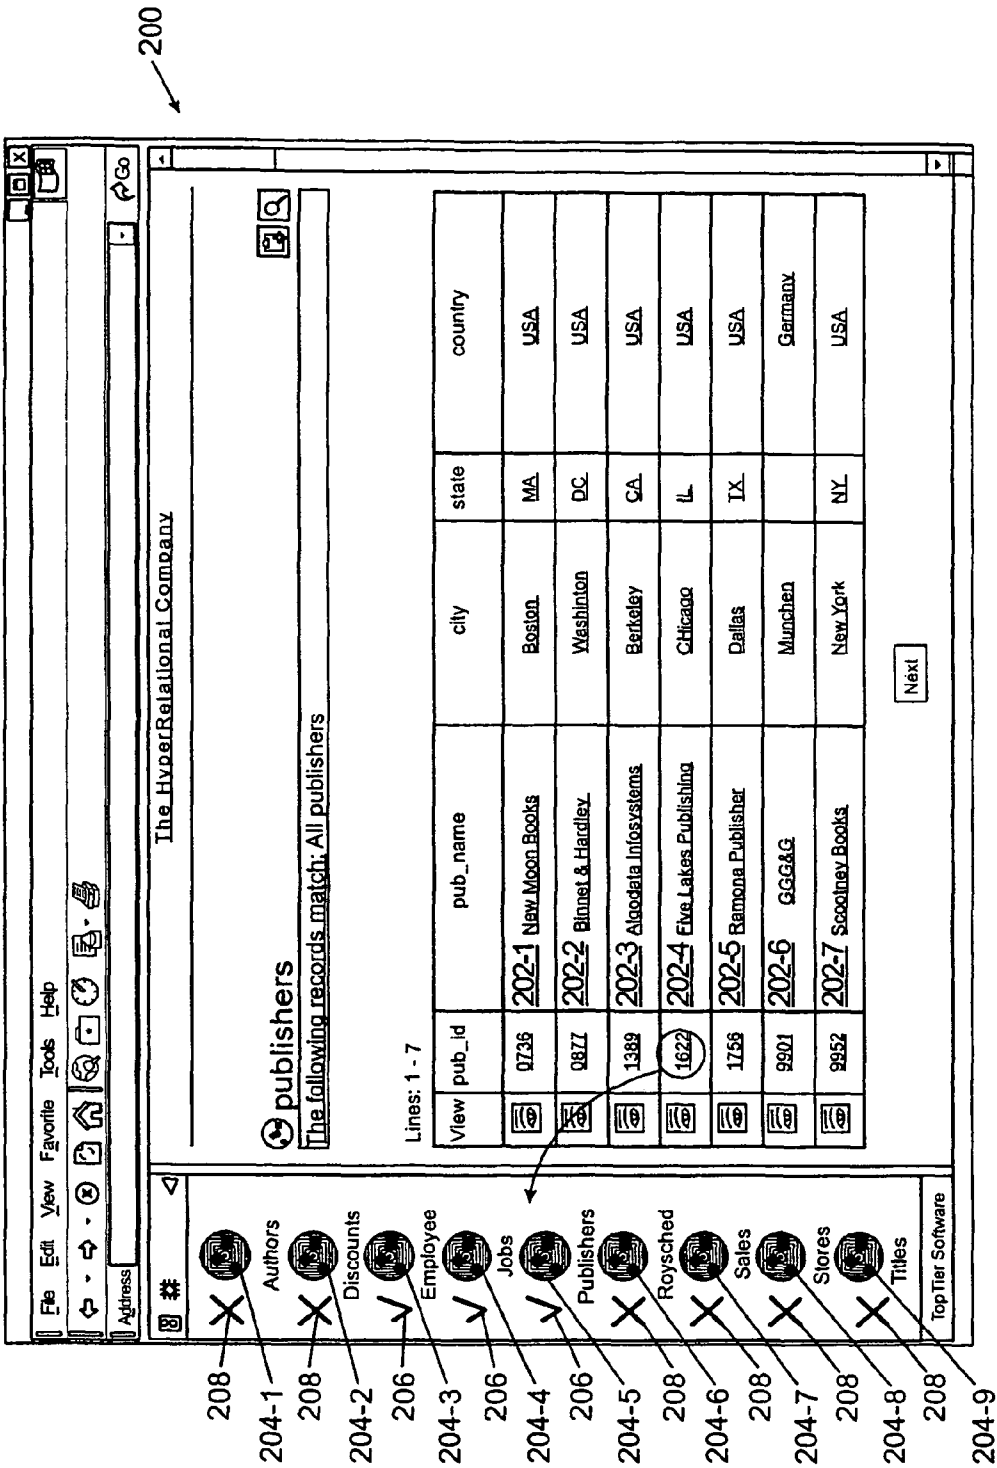 200
File Edit View Favorite Tools Help
Address
Go
The HyperRelational Company
publishers
The following records match: All publishers
Lines: 1 - 7
View pub_id pub_name city state country
0736 202-1 New Moon Books Boston MA USA
0877 202-2 Binnet & Hardley Washinton DC USA
1389 202-3 Algodata Infosystems Berkeley CA USA
1622 202-4 Five Lakes Publishing CHicago IL USA
1756 202-5 Ramona Publisher Dallas TX USA
9901 202-6 GGG&G Munchen Germany
9952 202-7 Scootney Books New York NY USA
Next
Authors
Discounts
Employee
Jobs
Publishers
Roysched
Sales
Stores
Titles
TopTier Software
208
204-1
208
204-2
206
204-3
206
204-4
206
204-5
208
204-6
208
204-7
208
204-8
208
204-9